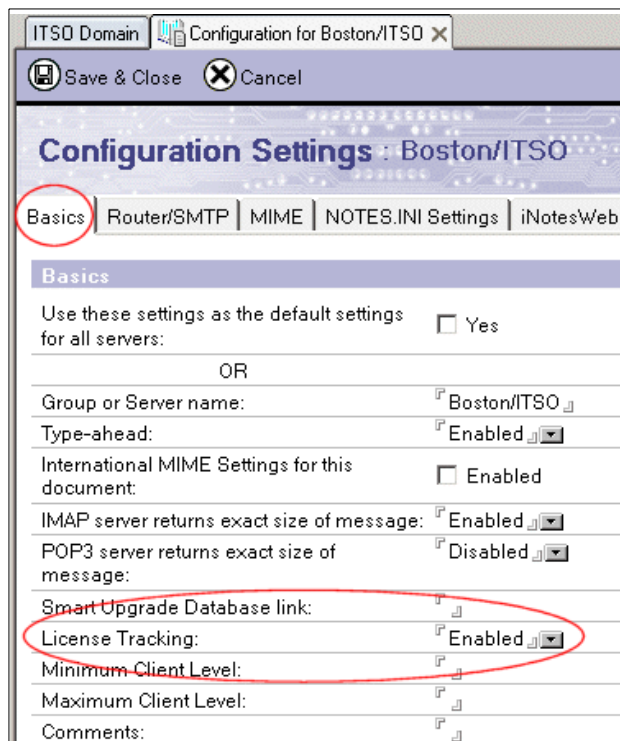 ITSO Domain Configuration for Boston/ITSO
Save & Close Cancel
Configuration Settings : Boston/ITSO
Basics Router/SMTP MIME NOTES.INI Settings iNotesWeb
Basics
Use these settings as the default settings
for all servers:
Yes
OR
Group or Server name: Boston/ITSO
Type-ahead: Enabled
International MIME Settings for this
document:
Enabled
IMAP server returns exact size of message: Enabled
POP3 server returns exact size of
message:
Disabled
Smart Upgrade Database link:
License Tracking: Enabled
Minimum Client Level:
Maximum Client Level:
Comments: